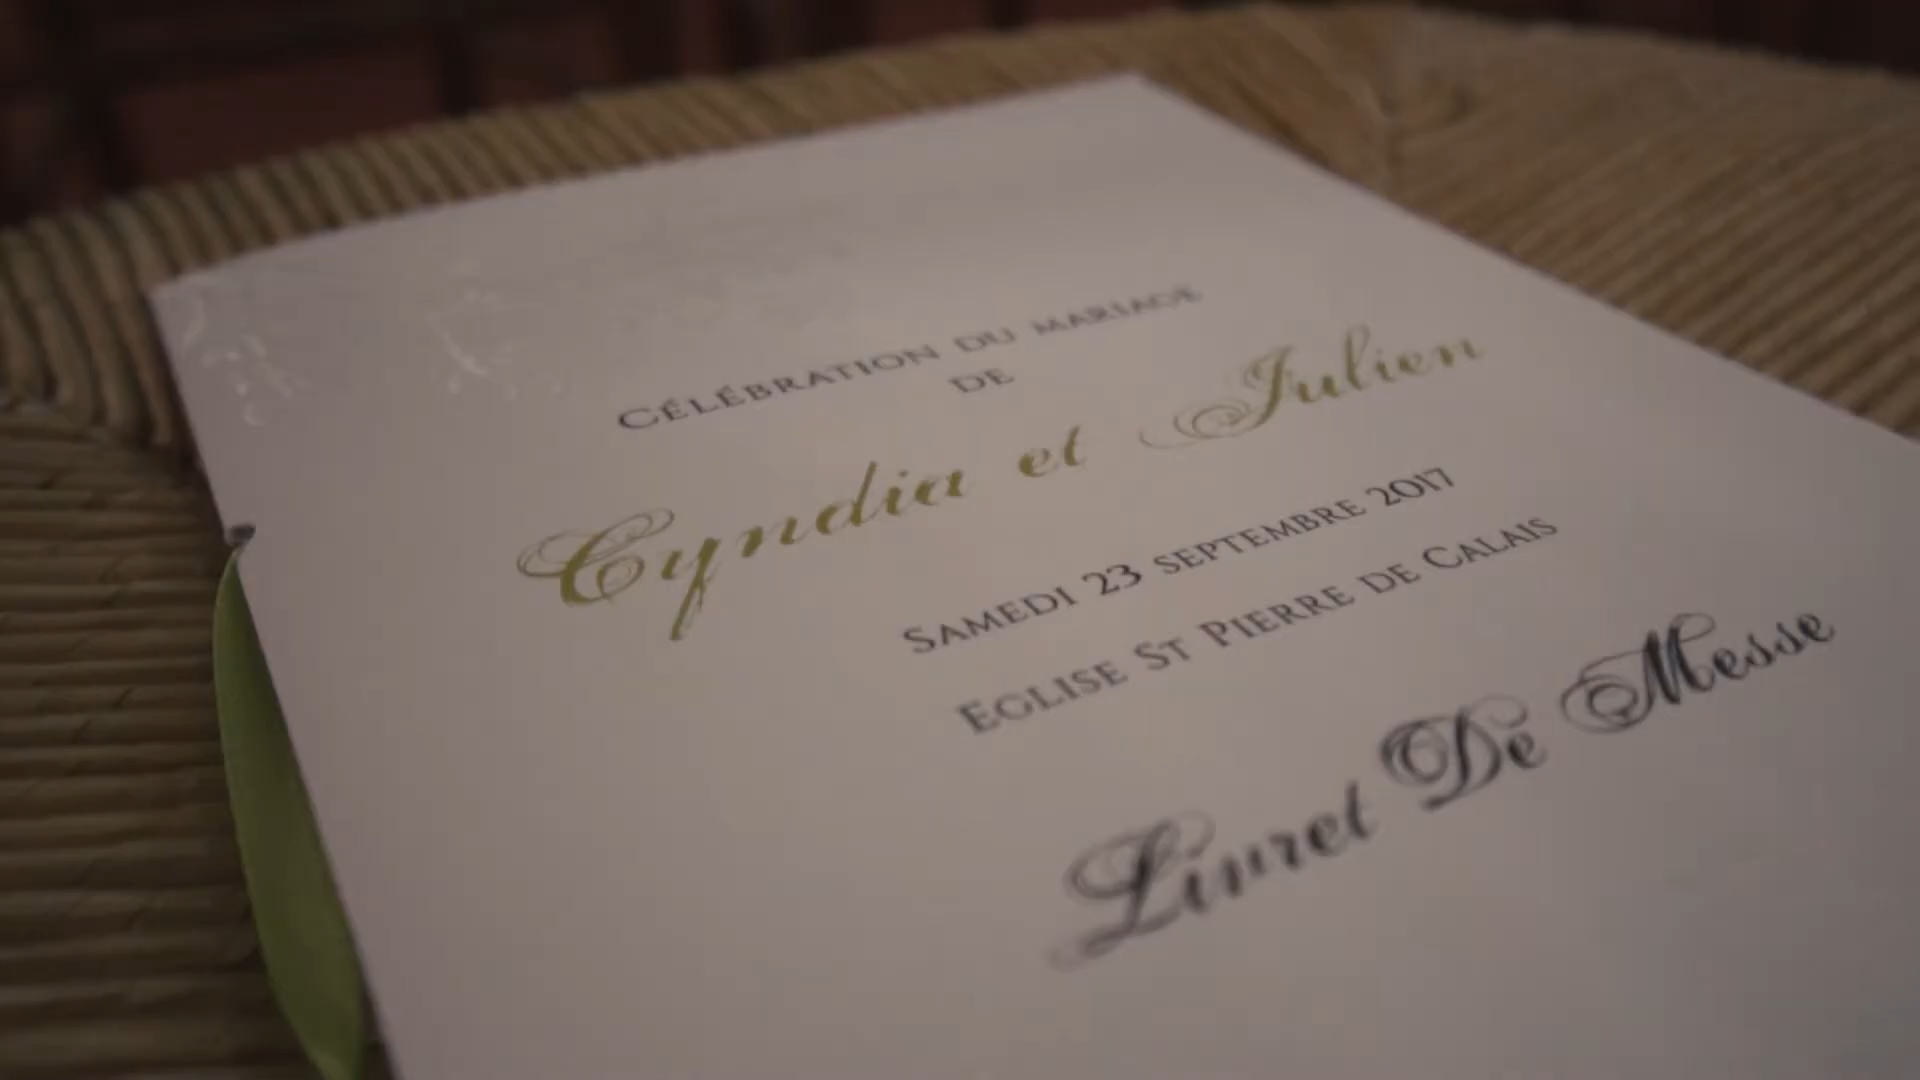 CÉLÉBRATION DU MARIAGE
DE
Cyndia et Julien
SAMEDI 23 SEPTEMBRE 2017
EGLISE ST PIERRE DE CALAIS
Livret De Messe